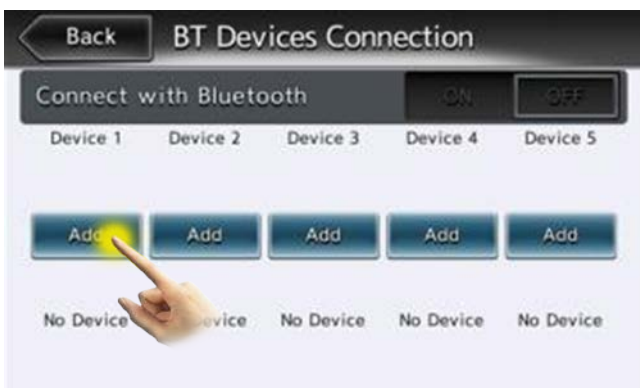 Back BT Devices Connection
Connect with Bluetooth ON OFF
Device 1 Device 2 Device 3 Device 4 Device 5
Add Add Add Add Add
No Device No Device No Device No Device